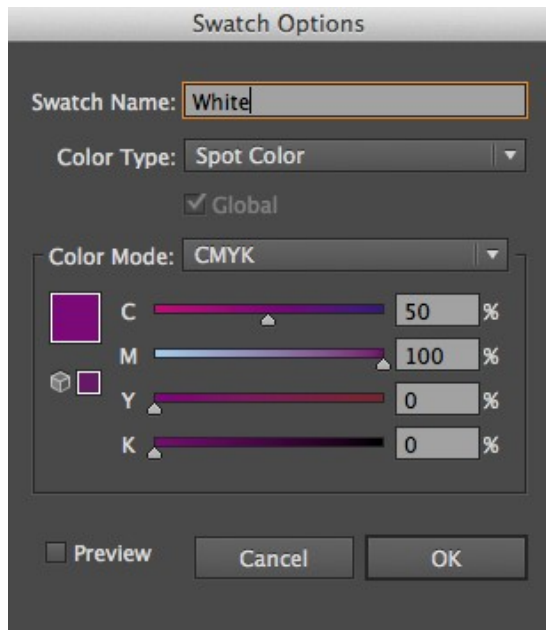 Swatch Options
Swatch Name: White
Color Type: Spot Color
Global
Color Mode: CMYK
C 50 %
M 100 %
Y 0 %
K 0 %
Preview Cancel OK